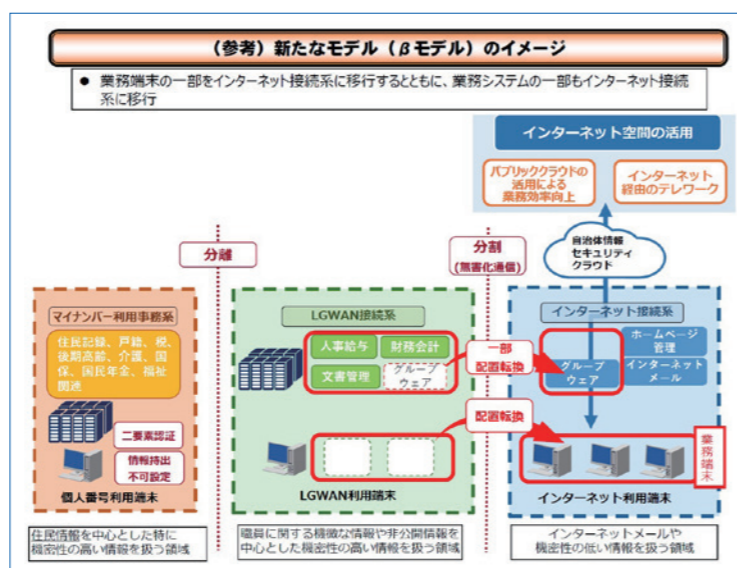 (参考)新たなモデル(βモデル)のイメージ
● 業務端末の一部をインターネット接続系に移行するとともに、業務システムの一部もインターネット接続
系に移行
インターネット空間の活用
パブリッククラウドの
活用による
業務効率向上
インターネット
経由のテレワーク
分離
分割
(無害化通信)
自治体情報
セキュリティ
クラウド
マイナンバー利用事務系
住民記録、戸籍、税、
後期高齢、介護、国
保、国民年金、福祉
関連
二要素認証
情報持出
不可設定
個人番号利用端末
LGWAN接続系
人事給与
財務会計
文書管理
グループ
ウェア
一部
配置転換
配置転換
LGWAN利用端末
インターネット接続系
ホームページ
管理
グループ
ウェア
インターネット
メール
業務端末
インターネット利用端末
住民情報を中心とした特に
機密性の高い情報を扱う領域
職員に関する機微な情報や非公開情報を
中心とした機密性の高い情報を扱う領域
インターネットメールや
機密性の低い情報を扱う領域